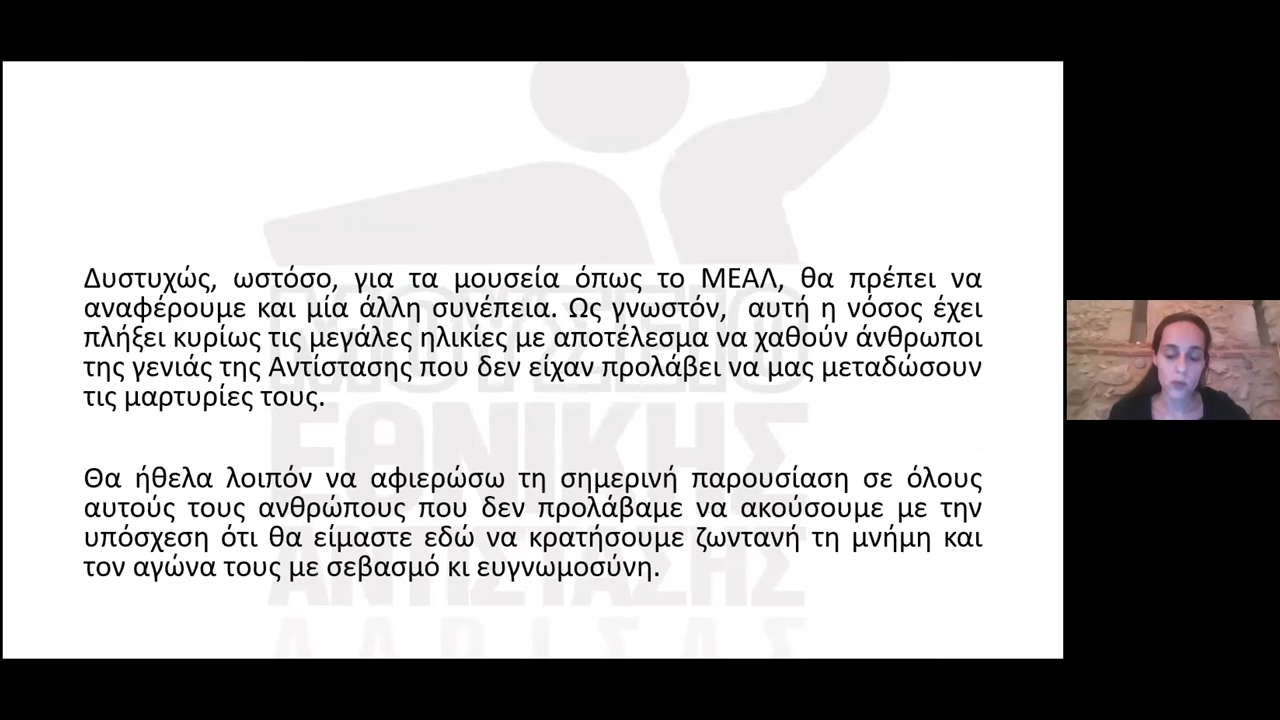 Δυστυχώς, ωστόσο, για τα μουσεία όπως το ΜΕΑΛ, θα πρέπει να
αναφέρουμε και μία άλλη συνέπεια. Ως γνωστόν, αυτή η νόσος έχει
πλήξει κυρίως τις μεγάλες ηλικίες με αποτέλεσμα να χαθούν άνθρωποι
της γενιάς της Αντίστασης που δεν είχαν προλάβει να μας μεταδώσουν
τις μαρτυρίες τους.
Θα ήθελα λοιπόν να αφιερώσω τη σημερινή παρουσίαση σε όλους
αυτούς τους ανθρώπους που δεν προλάβαμε να ακούσουμε με την
υπόσχεση ότι θα είμαστε εδώ να κρατήσουμε ζωντανή τη μνήμη και
τον αγώνα τους με σεβασμό κι ευγνωμοσύνη.
ΜΟΥΣΕΙΟ
ΕΘΝΙΚΗΣ
ΑΝΤΙΣΤΑΣΗΣ
ΛΑΡΙΣΑΣ